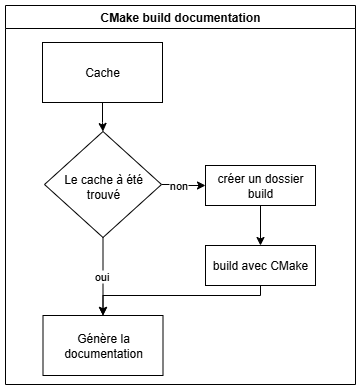 CMake build documentation
Cache
Le cache à été
trouvé
non
créer un dossier
build
build avec CMake
oui
Génère la
documentation